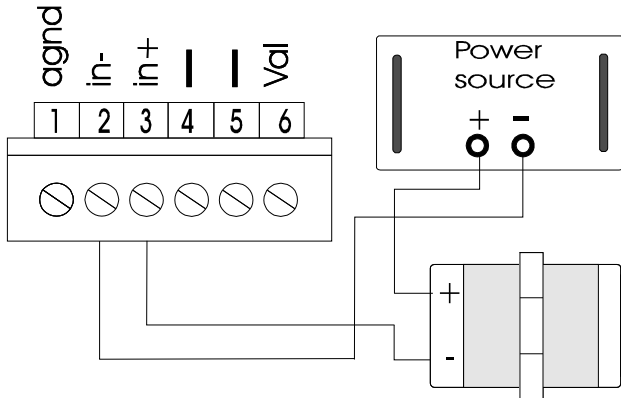 agnd
in-
in+
Val
1 2 3 4 5 6
Power
source
+ -
+
-